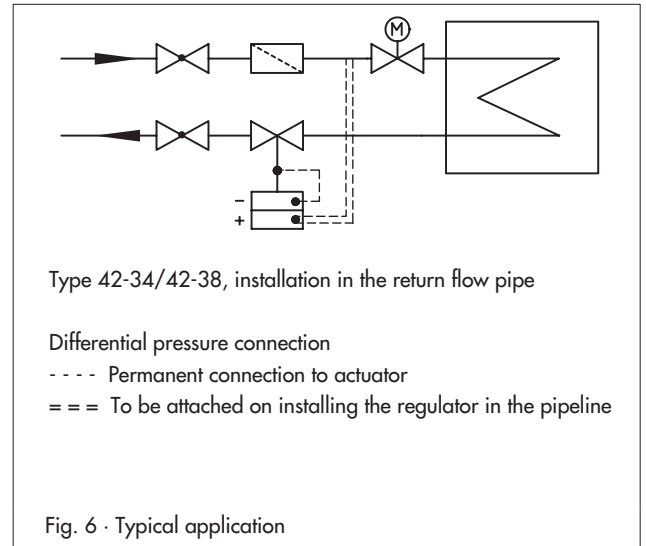 M
-
+
Type 42-34/42-38, installation in the return flow pipe
Differential pressure connection
- - - - Permanent connection to actuator
= = = To be attached on installing the regulator in the pipeline
Fig. 6 · Typical application